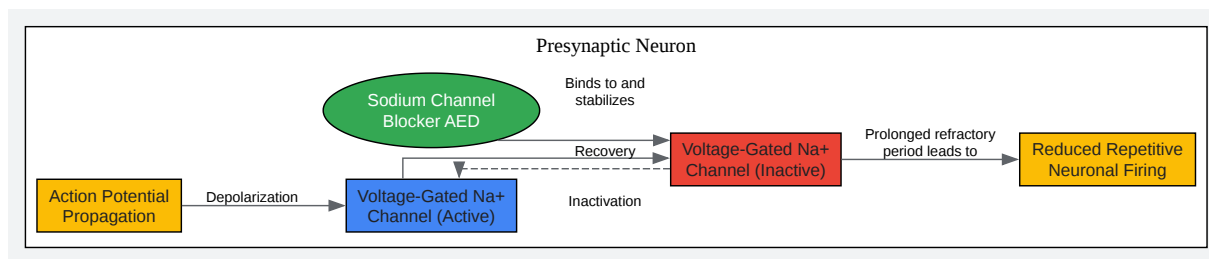 Presynaptic Neuron
Binds to and
stabilizes
Sodium Channel
Blocker AED
Recovery
Voltage-Gated Na+
Channel (Inactive)
Prolonged refractory
period leads to
Reduced Repetitive
Neuronal Firing
Action Potential
Propagation
Depolarization
Voltage-Gated Na+
Channel (Active)
Inactivation